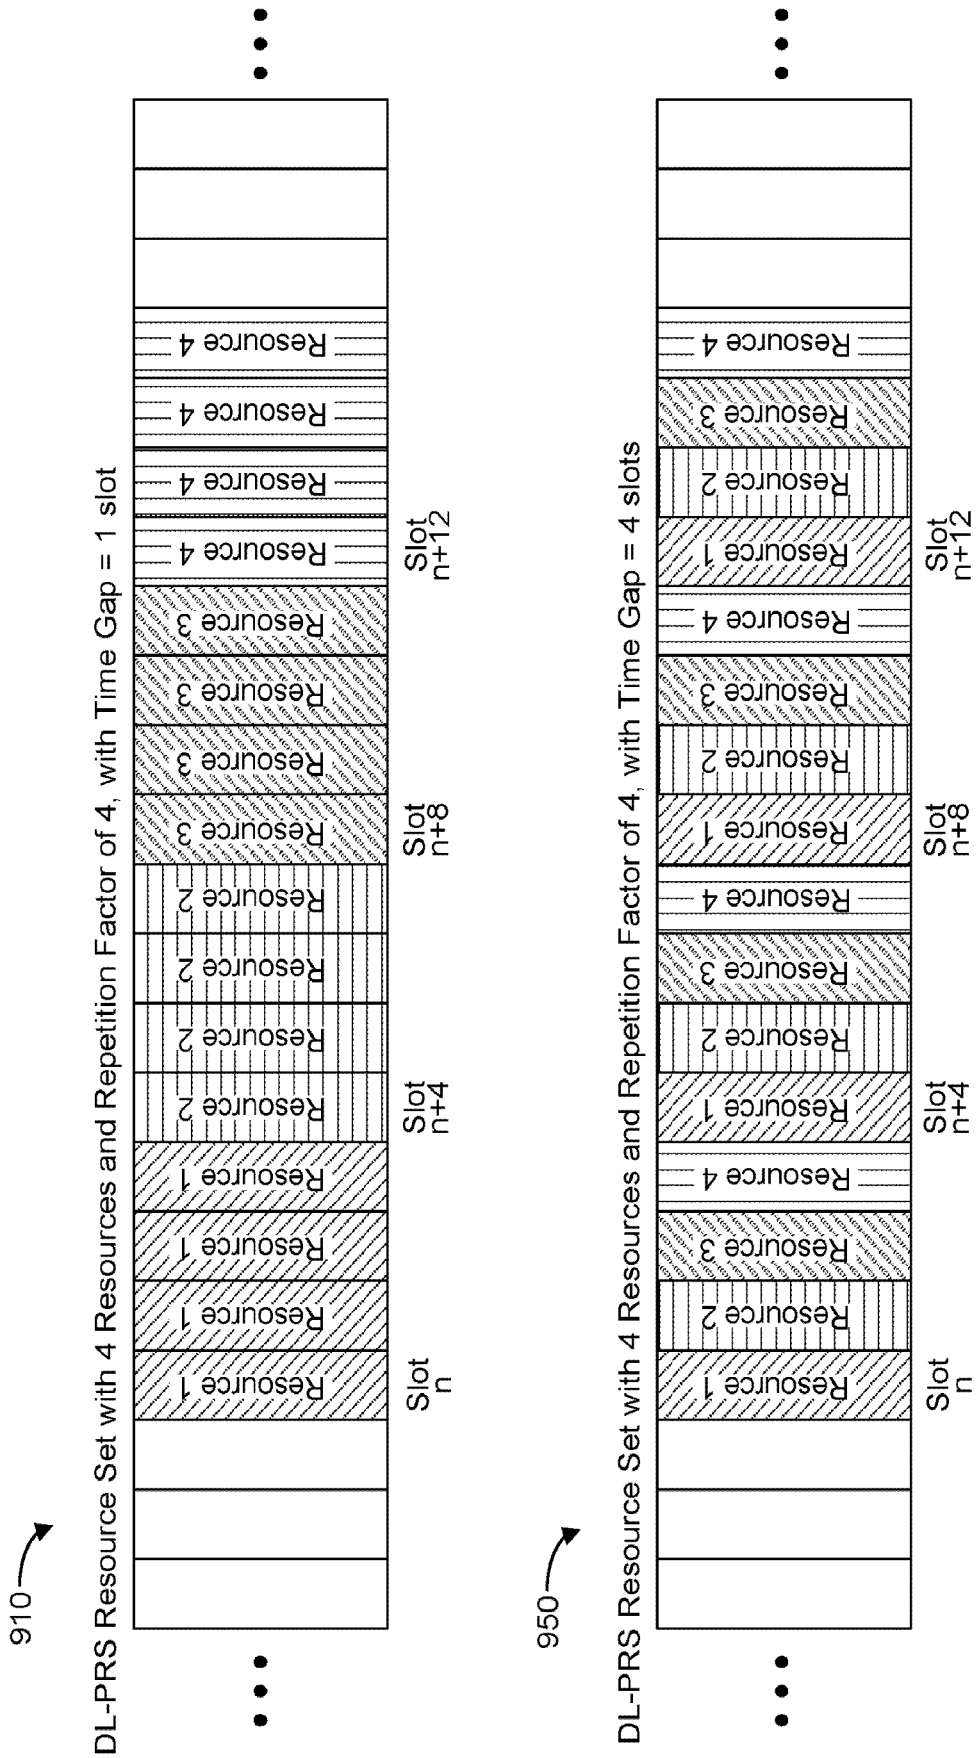 910
DL-PRS Resource Set with 4 Resources and Repetition Factor of 4, with Time Gap = 1 slot
Resource 1
Resource 1
Resource 1
Resource 1
Resource 2
Resource 2
Resource 2
Resource 2
Resource 3
Resource 3
Resource 3
Resource 3
Resource 4
Resource 4
Resource 4
Resource 4
Slot
n
Slot
n+4
Slot
n+8
Slot
n+12
950
DL-PRS Resource Set with 4 Resources and Repetition Factor of 4, with Time Gap = 4 slots
Resource 1
Resource 2
Resource 3
Resource 4
Resource 1
Resource 2
Resource 3
Resource 4
Resource 1
Resource 2
Resource 3
Resource 4
Resource 1
Resource 2
Resource 3
Resource 4
Slot
n
Slot
n+4
Slot
n+8
Slot
n+12